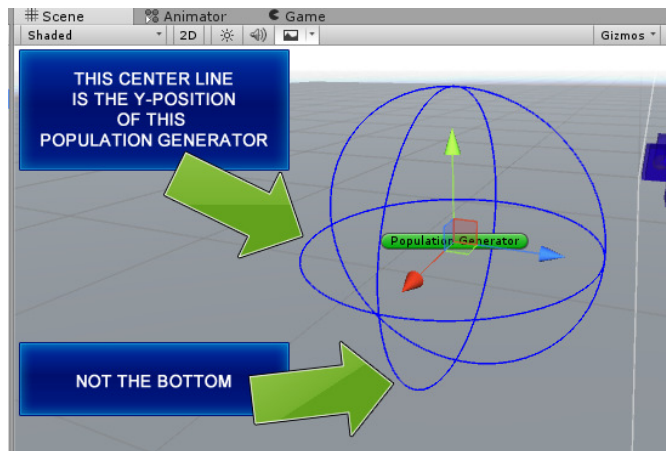 Scene Animator Game
Shaded 2D Gizmos
THIS CENTER LINE
IS THE Y-POSITION
OF THIS
POPULATION GENERATOR
Population Generator
NOT THE BOTTOM